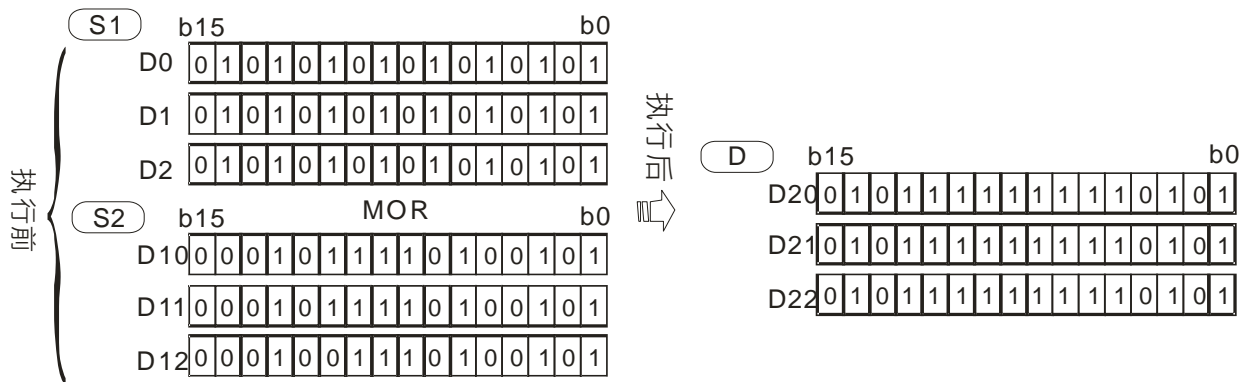 S1
b15 b0
D0 0 1 0 1 0 1 0 1 0 1 0 1 0 1 0 1
D1 0 1 0 1 0 1 0 1 0 1 0 1 0 1 0 1
D2 0 1 0 1 0 1 0 1 0 1 0 1 0 1 0 1
执行前
S2
b15 MOR b0
D10 0 0 0 1 0 1 1 1 1 0 1 0 0 1 0 1
D11 0 0 0 1 0 1 1 1 1 0 1 0 0 1 0 1
D12 0 0 0 1 0 0 1 1 1 0 1 0 0 1 0 1
执行后
D
b15 b0
D20 0 1 0 1 1 1 1 1 1 1 1 1 0 1 0 1
D21 0 1 0 1 1 1 1 1 1 1 1 1 0 1 0 1
D22 0 1 0 1 1 1 1 1 1 1 1 1 0 1 0 1